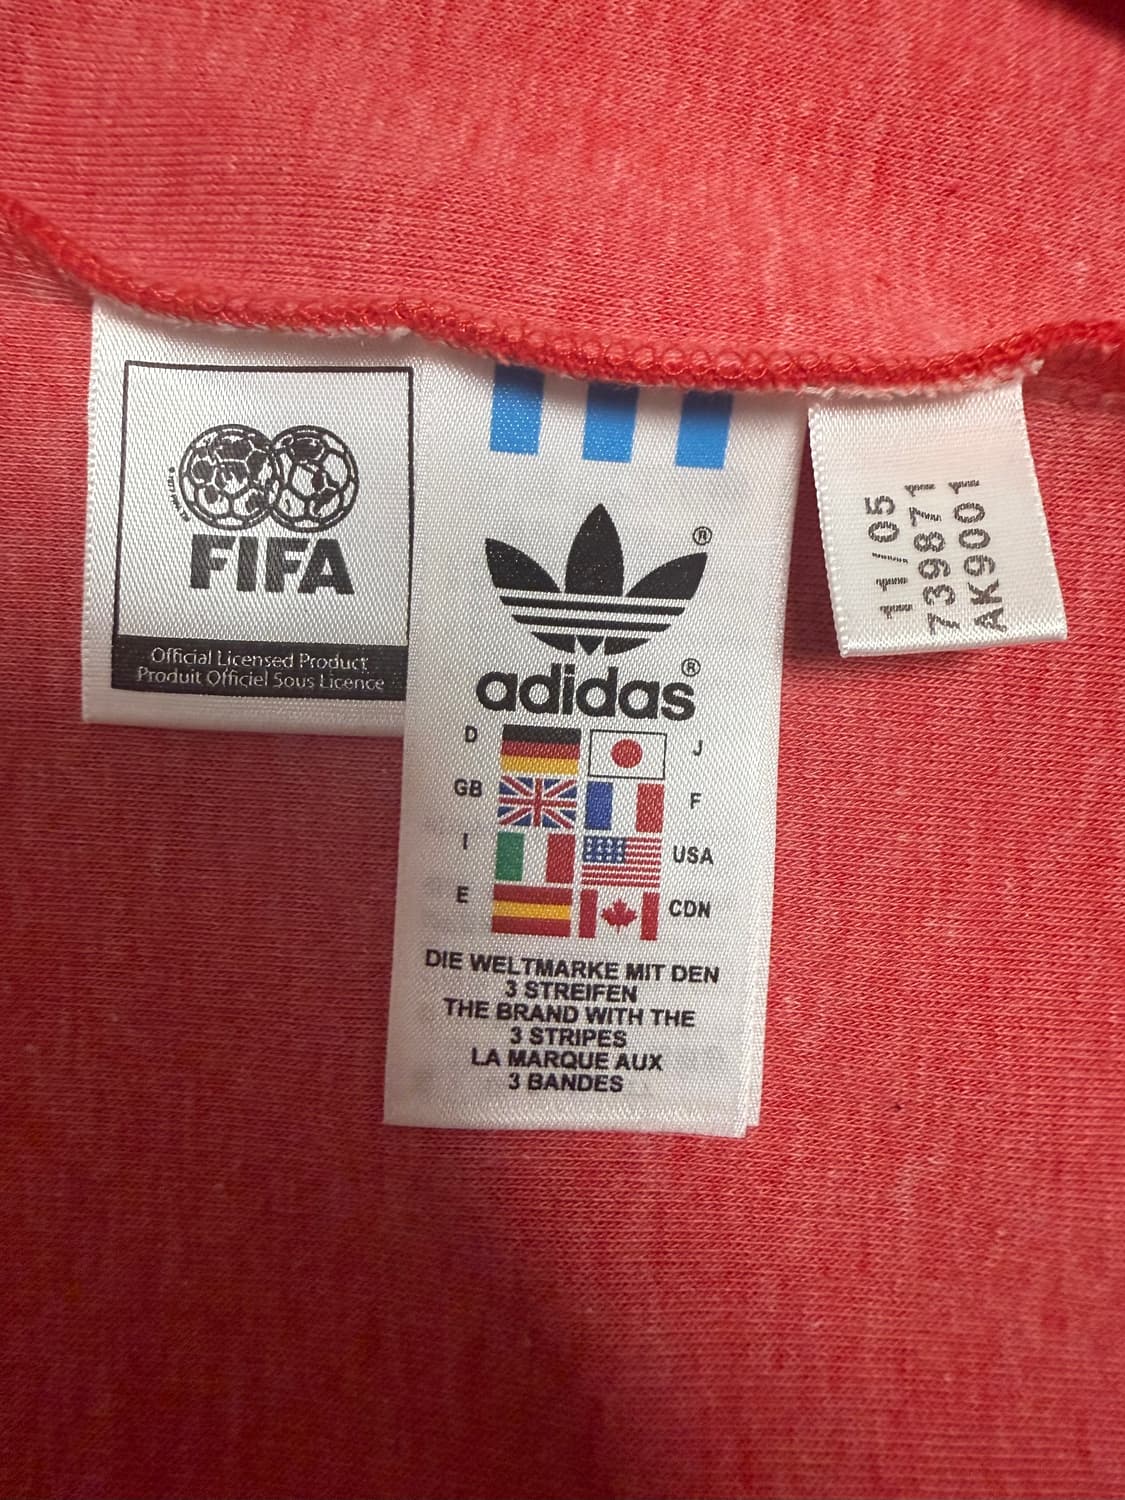 FIFA
Official Licensed Product
Produit Officiel Sous Licence
®
adidas®
D
J
GB
F
I
USA
E
CDN
DIE WELTMARKE MIT DEN
3 STREIFEN
THE BRAND WITH THE
3 STRIPES
LA MARQUE AUX
3 BANDES
11/05
739871
AK9001